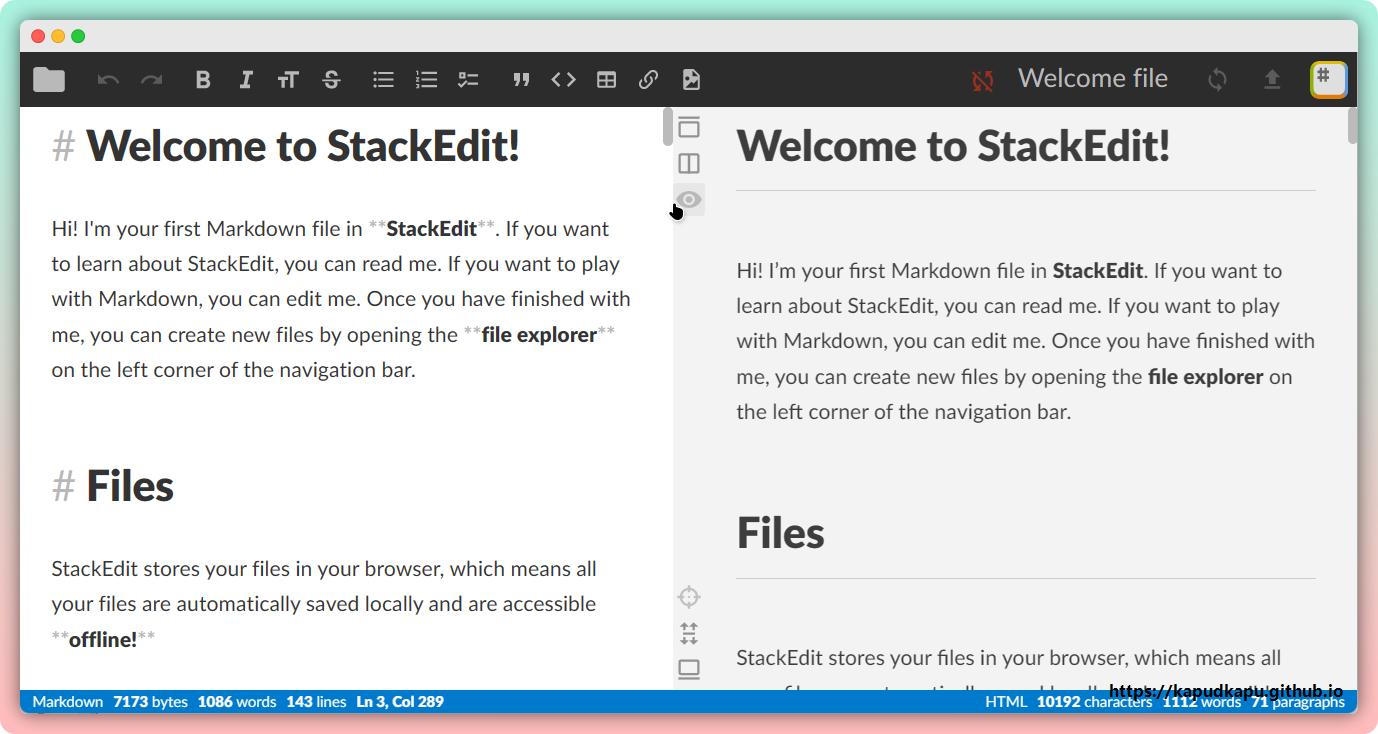 Welcome file
#
# Welcome to StackEdit!
Hi! I'm your first Markdown file in **StackEdit**. If you want
to learn about StackEdit, you can read me. If you want to play
with Markdown, you can edit me. Once you have finished with
me, you can create new files by opening the **file explorer**
on the left corner of the navigation bar.
# Files
StackEdit stores your files in your browser, which means all
your files are automatically saved locally and are accessible
**offline!**
Welcome to StackEdit!
Hi! I’m your first Markdown file in StackEdit. If you want to
learn about StackEdit, you can read me. If you want to play
with Markdown, you can edit me. Once you have finished with
me, you can create new files by opening the file explorer on
the left corner of the navigation bar.
Files
StackEdit stores your files in your browser, which means all
https://kapudkapu.github.io
Markdown 7173 bytes 1086 words 143 lines Ln 3, Col 289
HTML 10192 characters 1112 words 71 paragraphs